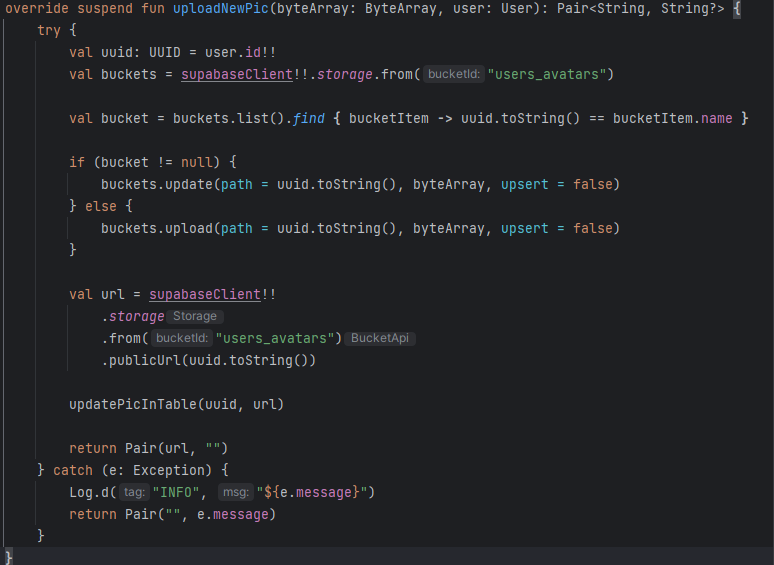 override suspend fun uploadNewPic(byteArray: ByteArray, user: User): Pair<String, String?> {
try {
val uuid: UUID = user.id!!
val buckets = supabaseClient!!.storage.from( bucketId: "users_avatars")
val bucket = buckets.list().find { bucketItem -> uuid.toString() == bucketItem.name }
if (bucket != null) {
buckets.update(path = uuid.toString(), byteArray, upsert = false)
} else {
buckets.upload(path = uuid.toString(), byteArray, upsert = false)
}
val url = supabaseClient!!
.storage Storage
.from( bucketId: "users_avatars") BucketApi
.publicUrl(uuid.toString())
updatePicInTable(uuid, url)
return Pair(url, "")
} catch (e: Exception) {
Log.d( tag: "INFO", msg: "${e.message}")
return Pair("", e.message)
}
}